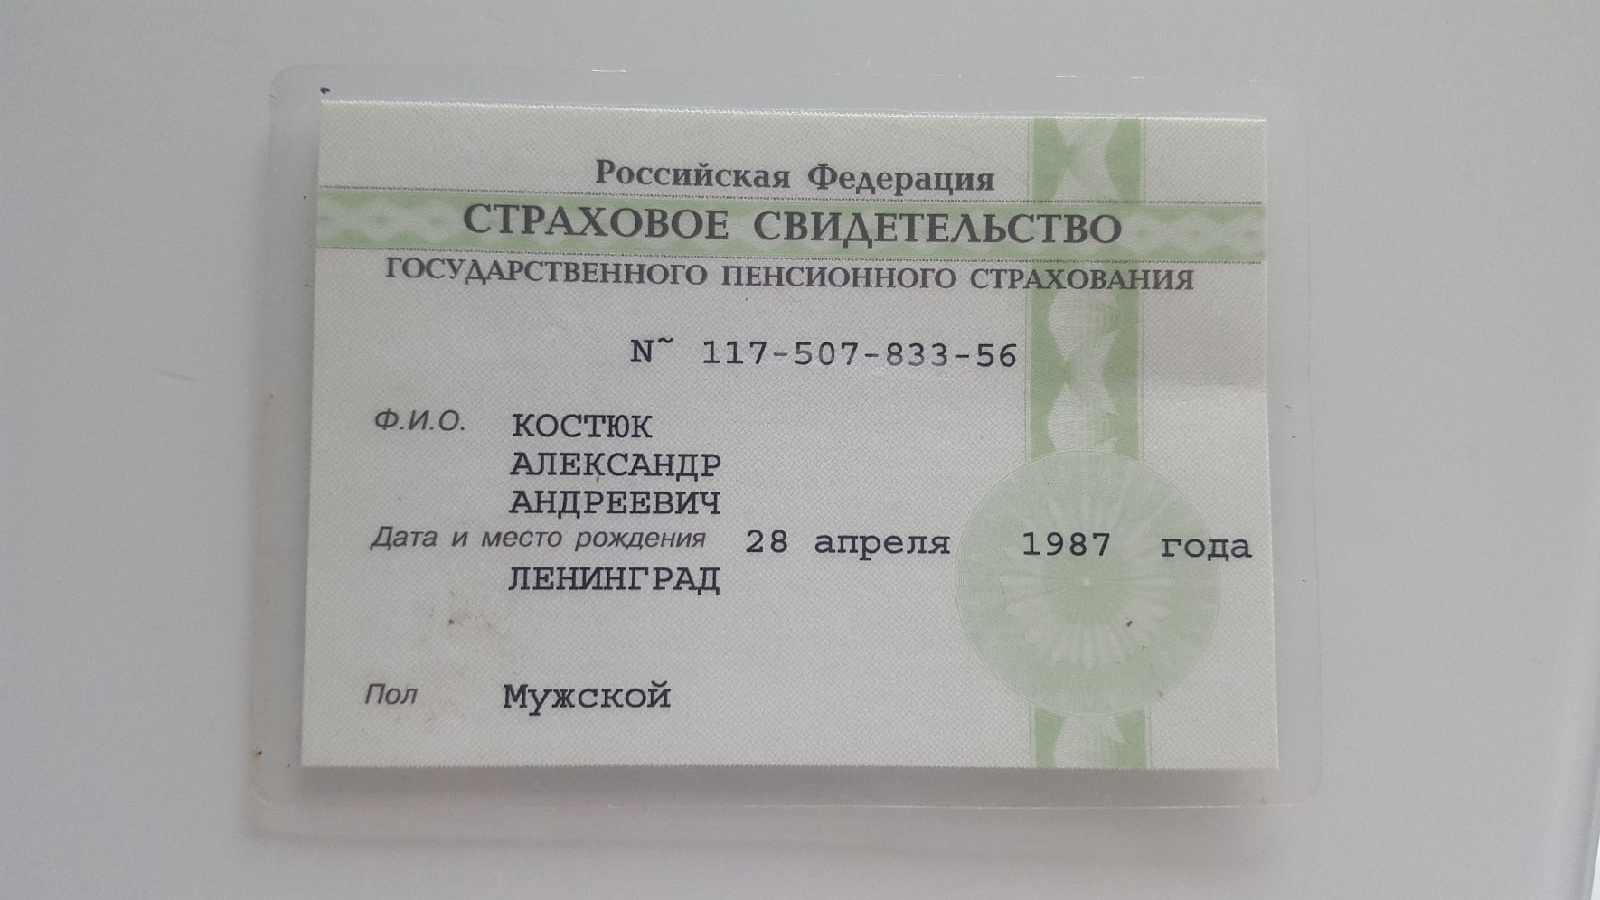 Российская Федерация
СТРАХОВОЕ СВИДЕТЕЛЬСТВО
ГОСУДАРСТВЕННОГО ПЕНСИОННОГО СТРАХОВАНИЯ
N~ 117-507-833-56
Ф.И.О. КОСТЮК
АЛЕКСАНДР
АНДРЕЕВИЧ
Дата и место рождения 28 апреля 1987 года
ЛЕНИНГРАД
Пол Мужской